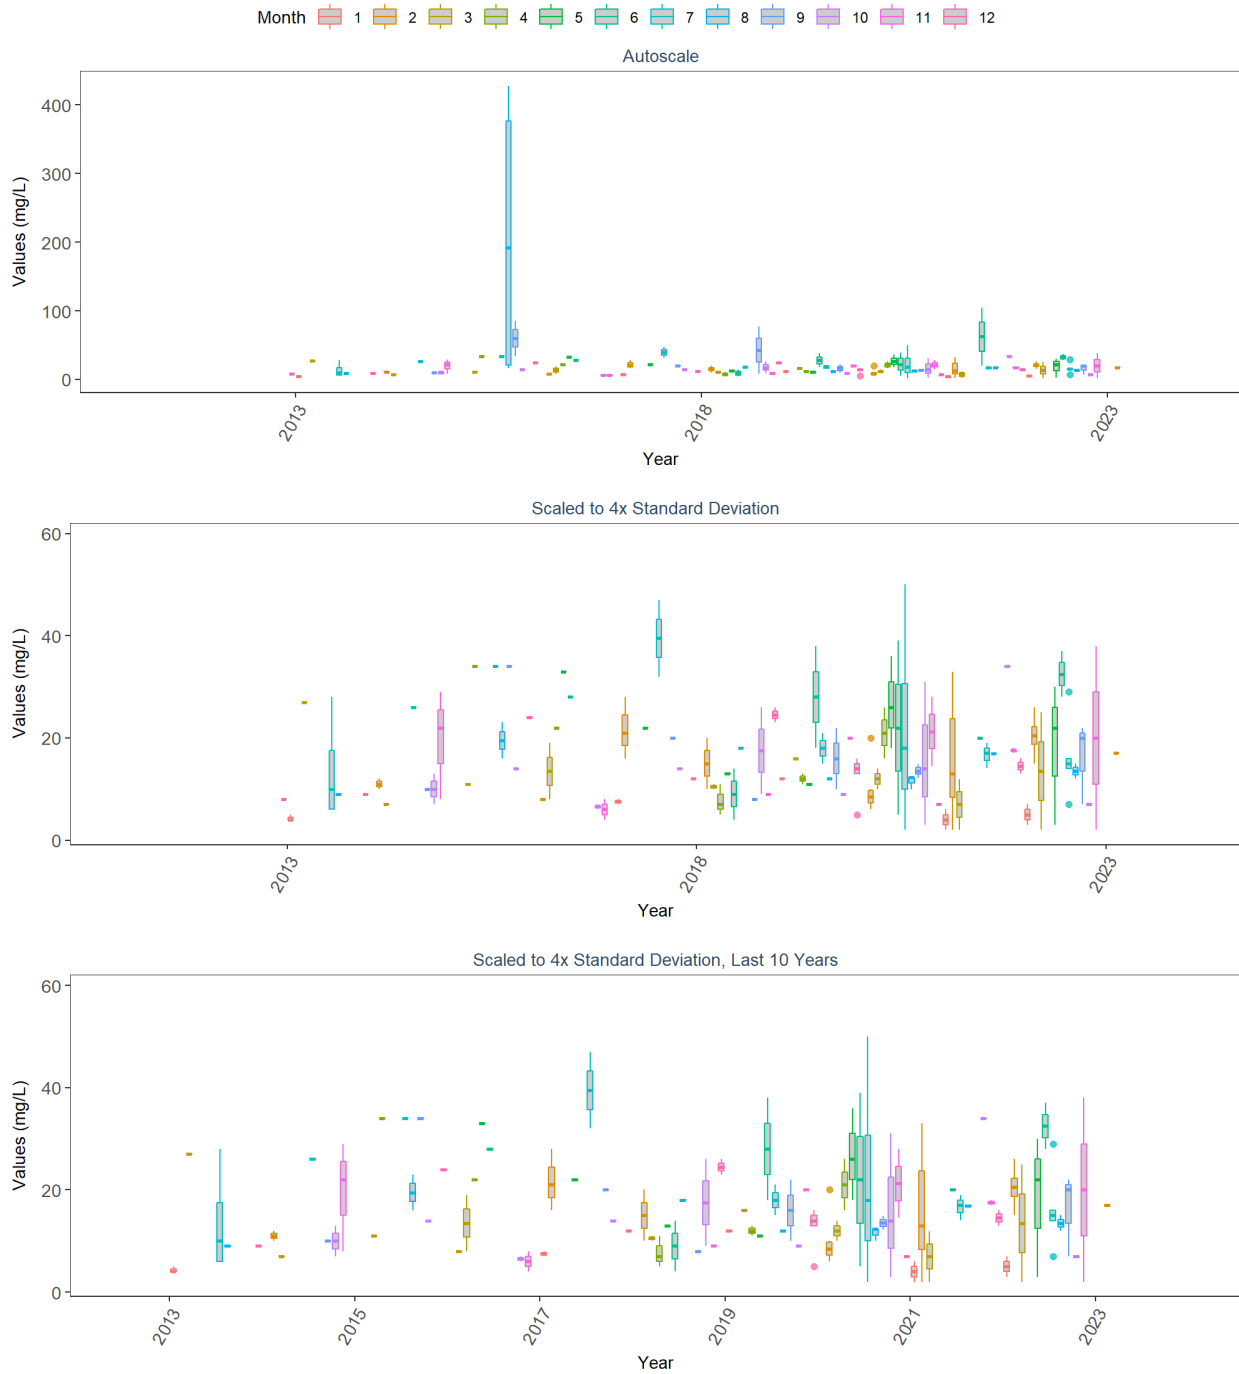 Month 1 2 3 4 5 6 7 8 9 10 11 12
Autoscale
Values (mg/L)
400
300
200
100
0
2013 2018 2023
Year
Scaled to 4x Standard Deviation
Values (mg/L)
60
40
20
0
2013 2018 2023
Year
Scaled to 4x Standard Deviation, Last 10 Years
Values (mg/L)
60
40
20
0
2013 2015 2017 2019 2021 2023
Year